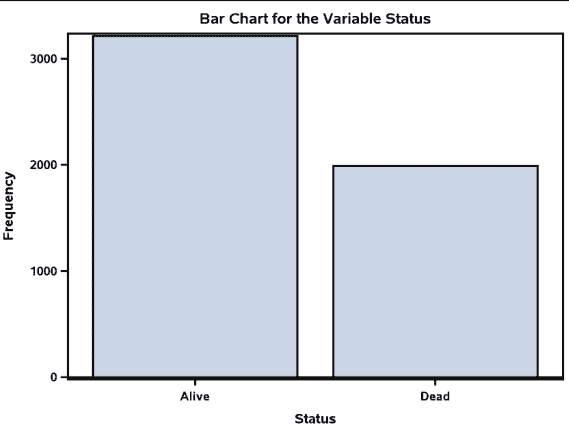 Bar Chart for the Variable Status
3000
2000
1000
0
Frequency
Alive Dead
Status